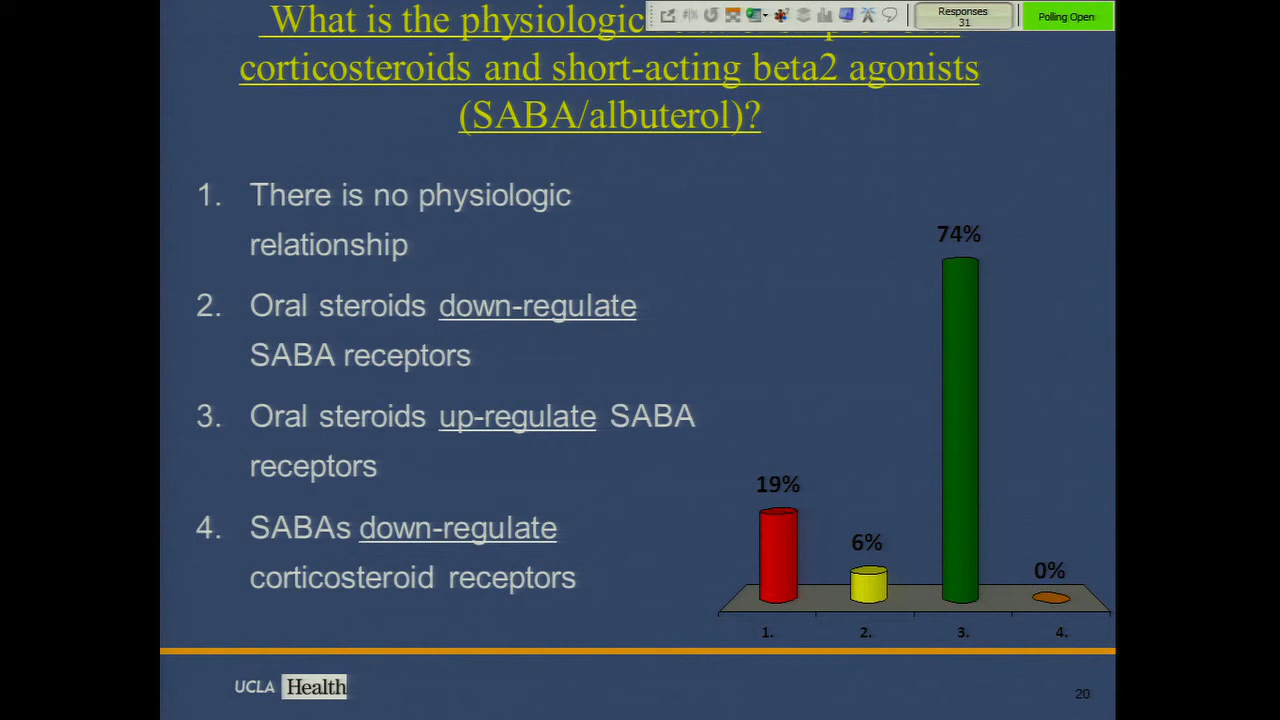 What is the physiologic
Responses
31
Polling Open
corticosteroids and short-acting beta2 agonists
(SABA/albuterol)?
1. There is no physiologic
relationship
2. Oral steroids down-regulate
SABA receptors
3. Oral steroids up-regulate SABA
receptors
4. SABAs down-regulate
corticosteroid receptors
74%
19%
6%
0%
1. 2. 3. 4.
UCLA Health
20